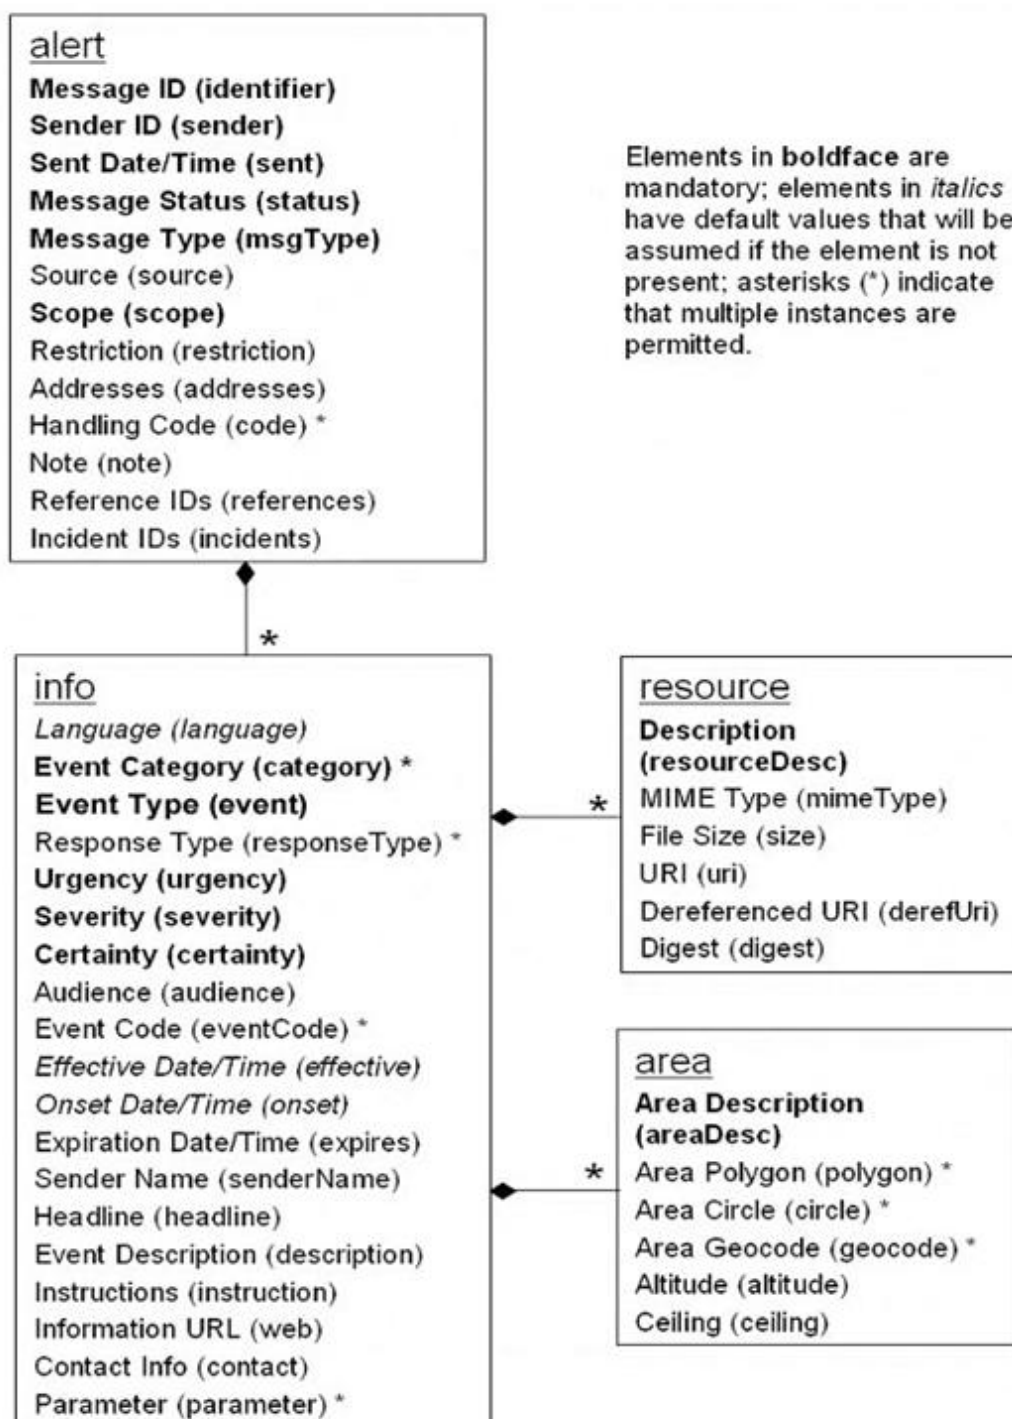 alert
Message ID (identifier)
Sender ID (sender)
Sent Date/Time (sent)
Message Status (status)
Message Type (msgType)
Source (source)
Scope (scope)
Restriction (restriction)
Addresses (addresses)
Handling Code (code) *
Note (note)
Reference IDs (references)
Incident IDs (incidents)
Elements in boldface are
mandatory; elements in italics
have default values that will be
assumed if the element is not
present; asterisks (*) indicate
that multiple instances are
permitted.
*
info
Language (language)
Event Category (category) *
Event Type (event)
Response Type (responseType) *
Urgency (urgency)
Severity (severity)
Certainty (certainty)
Audience (audience)
Event Code (eventCode) *
Effective Date/Time (effective)
Onset Date/Time (onset)
Expiration Date/Time (expires)
Sender Name (senderName)
Headline (headline)
Event Description (description)
Instructions (instruction)
Information URL (web)
Contact Info (contact)
Parameter (parameter) *
*
resource
Description
(resourceDesc)
MIME Type (mimeType)
File Size (size)
URI (uri)
Dereferenced URI (derefUri)
Digest (digest)
*
area
Area Description
(areaDesc)
Area Polygon (polygon) *
Area Circle (circle) *
Area Geocode (geocode) *
Altitude (altitude)
Ceiling (ceiling)